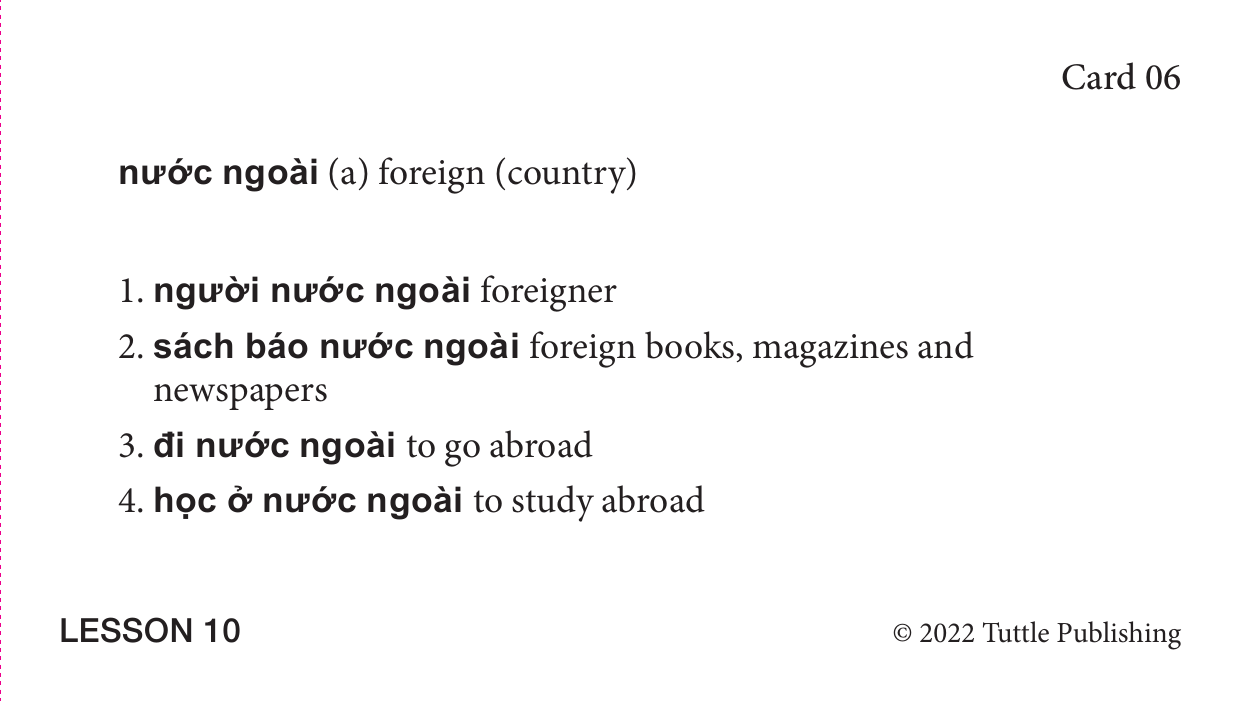 Card 06
nước ngoài (a) foreign (country)
1. người nước ngoài foreigner
2. sách báo nước ngoài foreign books, magazines and
newspapers
3. đi nước ngoài to go abroad
4. học ở nước ngoài to study abroad
LESSON 10
© 2022 Tuttle Publishing